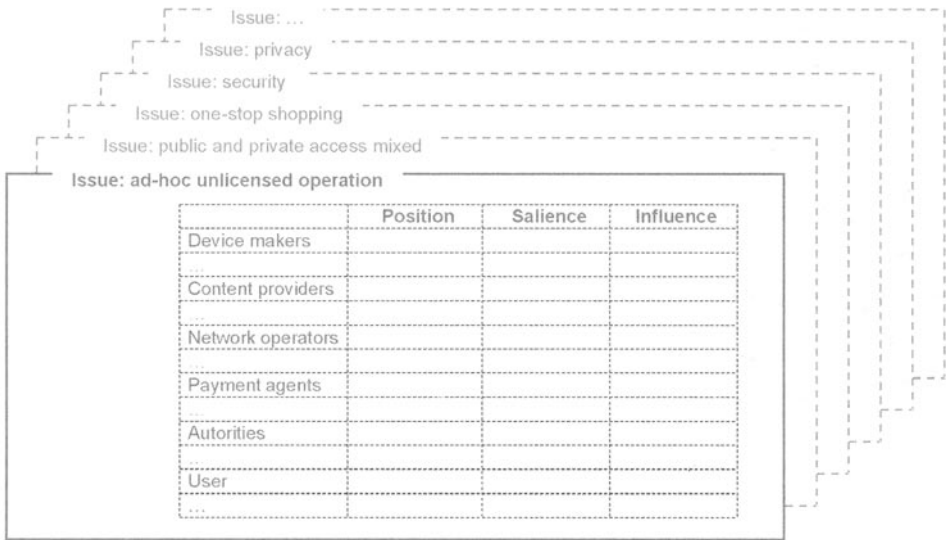 Issue: ...
Issue: privacy
Issue: security
Issue: one-stop shopping
Issue: public and private access mixed
Issue: ad-hoc unlicensed operation
Position Salience Influence
Device makers
...
Content providers
...
Network operators
...
Payment agents
...
Autorities
...
User
...